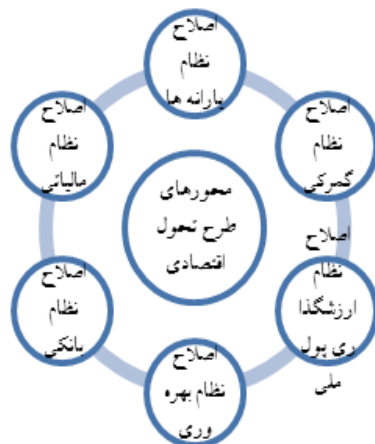 اصلاح
نظام
یارانه ها
اصلاح
نظام
گمرکی
اصلاح
نظام
ارزشگذا
ری پول
ملی
اصلاح
نظام بهره
وری
اصلاح
نظام
بانکی
اصلاح
نظام
مالیاتی
محورهای
طرح تحول
اقتصادی